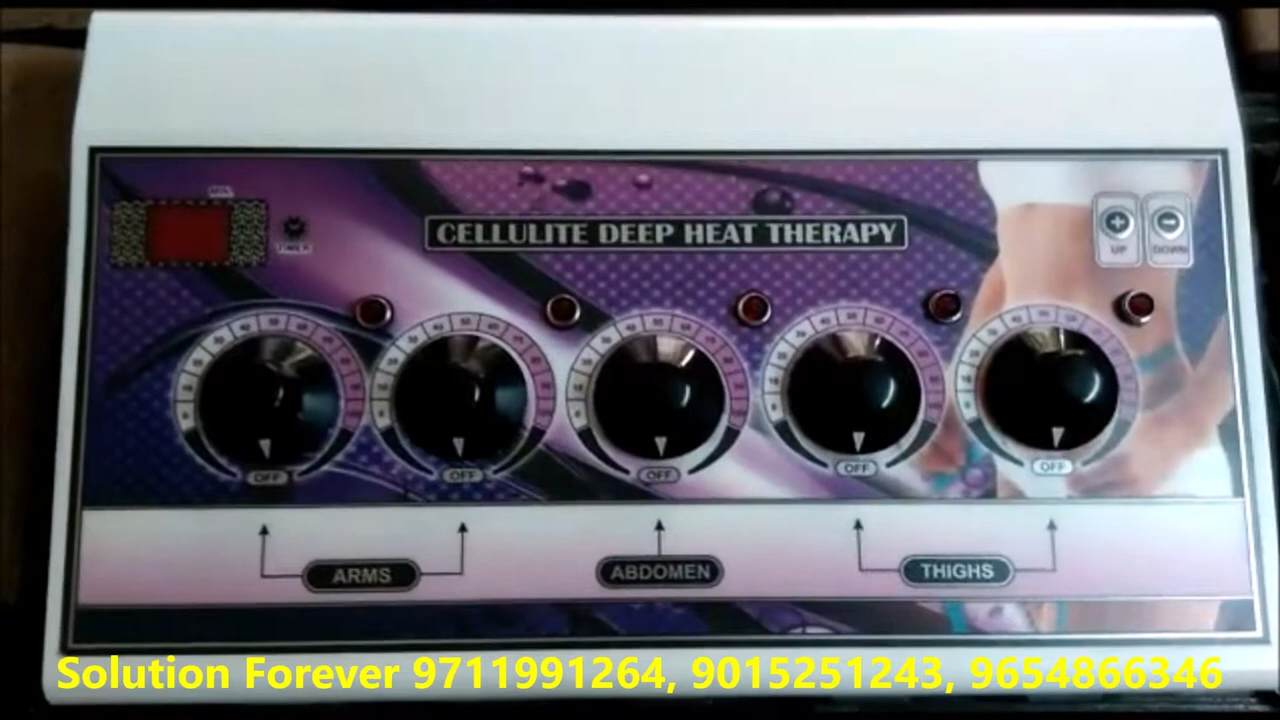 CELLULITE DEEP HEAT THERAPY
TIMER
UP
DOWN
OFF
OFF
OFF
OFF
OFF
ARMS
ABDOMEN
THIGHS
Solution Forever 9711991264, 9015251243, 9654866346